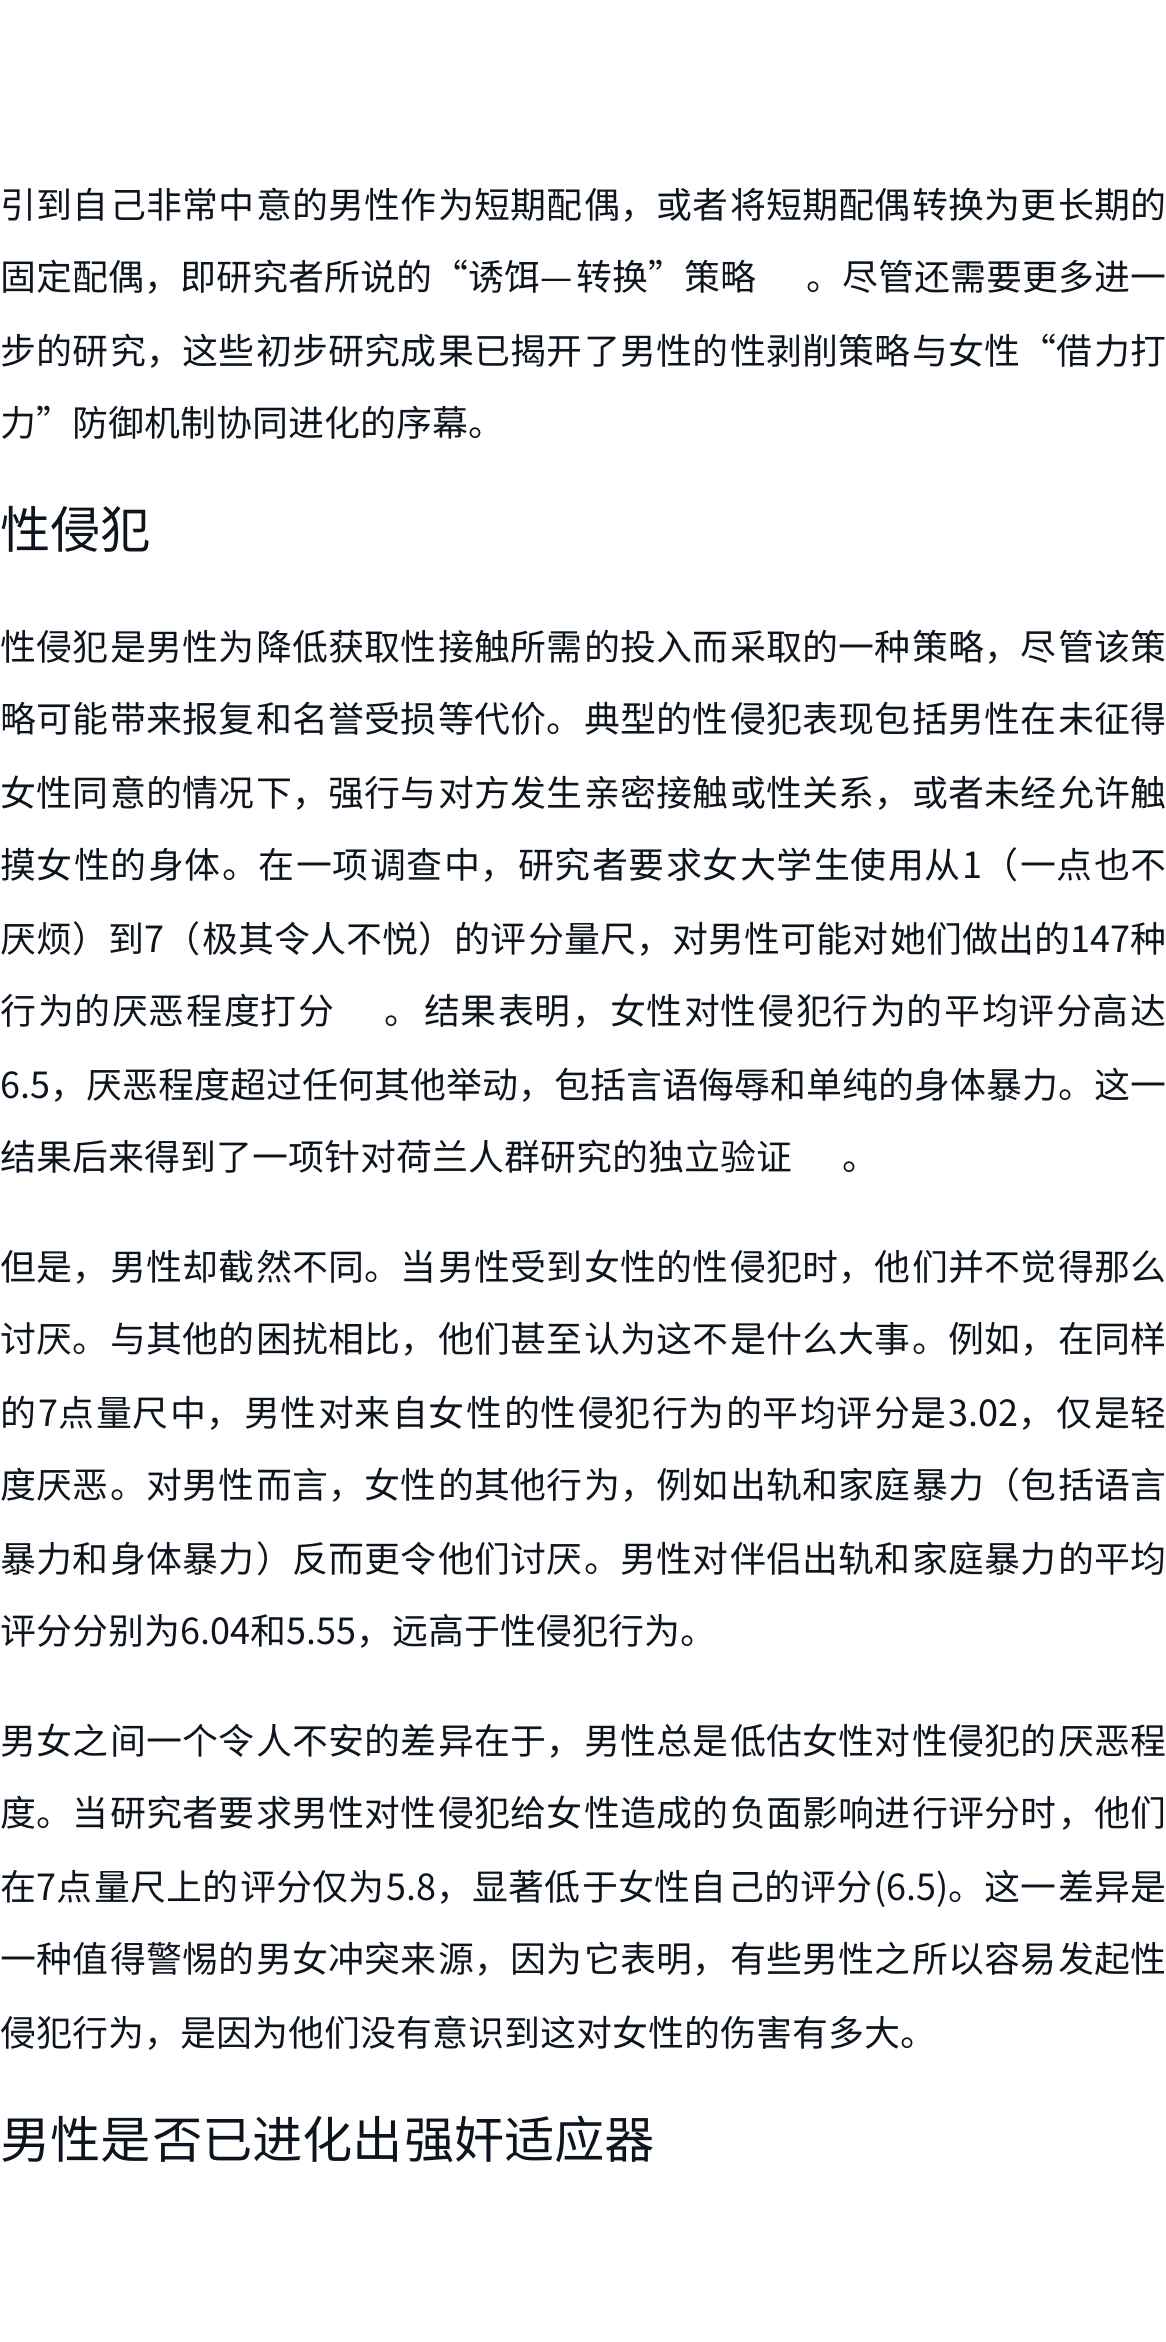 引到自己非常中意的男性作为短期配偶，或者将短期配偶转换为更长期的
固定配偶，即研究者所说的“诱饵—转换”策略 。尽管还需要更多进一
步的研究，这些初步研究成果已揭开了男性的性剥削策略与女性“借力打
力”防御机制协同进化的序幕。
性侵犯
性侵犯是男性为降低获取性接触所需的投入而采取的一种策略，尽管该策
略可能带来报复和名誉受损等代价。典型的性侵犯表现包括男性在未征得
女性同意的情况下，强行与对方发生亲密接触或性关系，或者未经允许触
摸女性的身体。在一项调查中，研究者要求女大学生使用从1（一点也不
厌烦）到7（极其令人不悦）的评分量尺，对男性可能对她们做出的147种
行为的厌恶程度打分 。结果表明，女性对性侵犯行为的平均评分高达
6.5，厌恶程度超过任何其他举动，包括言语侮辱和单纯的身体暴力。这一
结果后来得到了一项针对荷兰人群研究的独立验证 。
但是，男性却截然不同。当男性受到女性的性侵犯时，他们并不觉得那么
讨厌。与其他的困扰相比，他们甚至认为这不是什么大事。例如，在同样
的7点量尺中，男性对来自女性的性侵犯行为的平均评分是3.02，仅是轻
度厌恶。对男性而言，女性的其他行为，例如出轨和家庭暴力（包括语言
暴力和身体暴力）反而更令他们讨厌。男性对伴侣出轨和家庭暴力的平均
评分分别为6.04和5.55，远高于性侵犯行为。
男女之间一个令人不安的差异在于，男性总是低估女性对性侵犯的厌恶程
度。当研究者要求男性对性侵犯给女性造成的负面影响进行评分时，他们
在7点量尺上的评分仅为5.8，显著低于女性自己的评分(6.5)。这一差异是
一种值得警惕的男女冲突来源，因为它表明，有些男性之所以容易发起性
侵犯行为，是因为他们没有意识到这对女性的伤害有多大。
男性是否已进化出强奸适应器